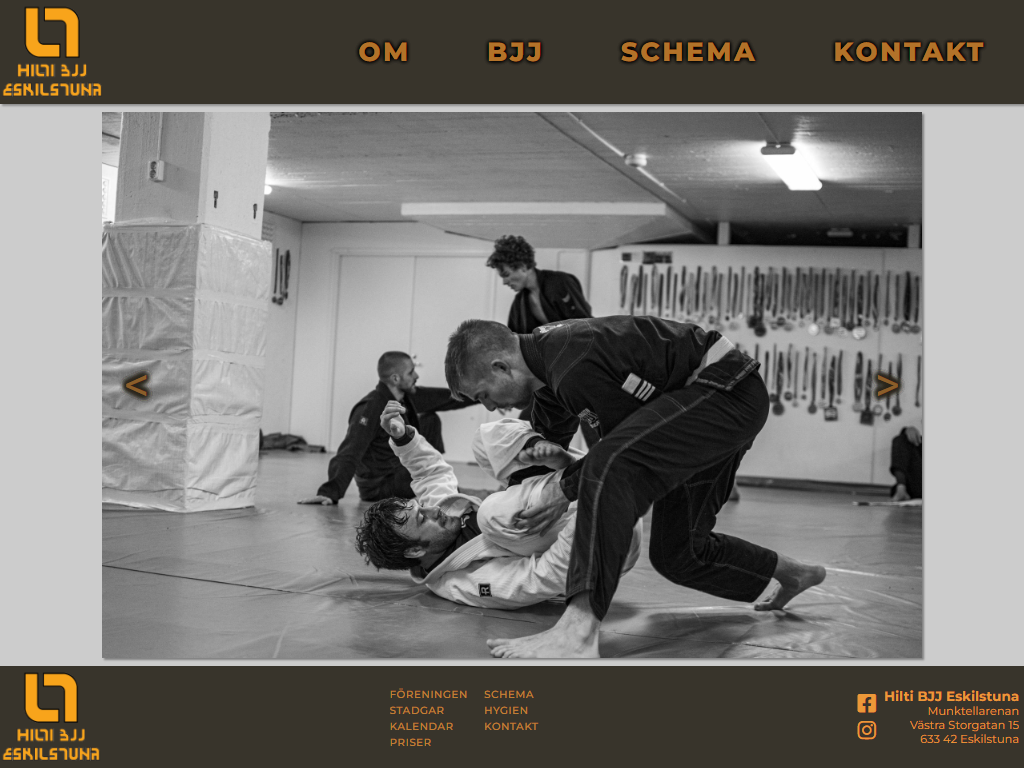 HILTI BJJ
ESKILSTUNA
OM BJJ SCHEMA KONTAKT
< >
HILTI BJJ
ESKILSTUNA
FÖRENINGEN SCHEMA
STADGAR HYGIEN
KALENDAR KONTAKT
PRISER
Hilti BJJ Eskilstuna
Munktellarenan
Västra Storgatan 15
633 42 Eskilstuna